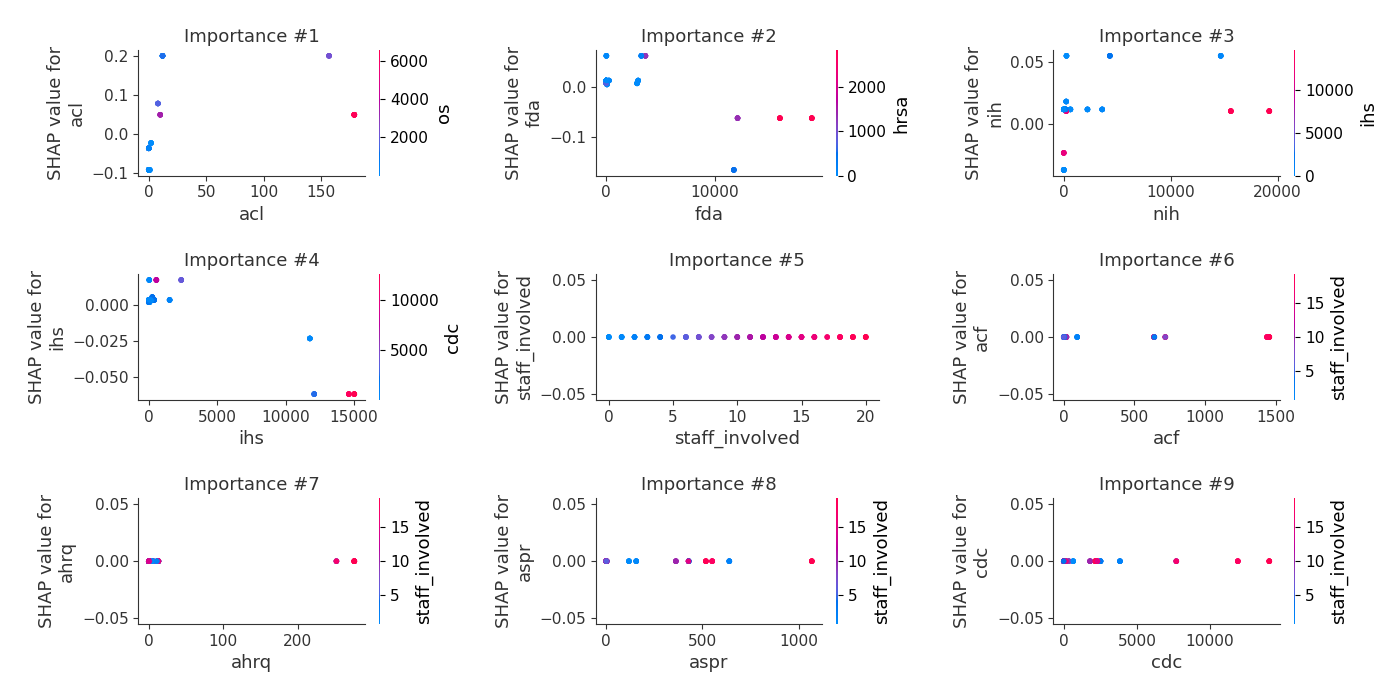 Importance #1
SHAP value for
acl
0.2
0.1
0.0
−0.1
0
50
100
150
acl
6000
4000
2000
os
Importance #2
SHAP value for
fda
0.0
−0.1
0
10000
fda
2000
1000
0
hrsa
Importance #3
SHAP value for
nih
0.05
0.00
0
10000
20000
nih
10000
5000
0
ihs
Importance #4
SHAP value for
ihs
0.000
−0.025
−0.050
0
5000
10000
15000
ihs
10000
5000
cdc
Importance #5
SHAP value for
staff_involved
0.05
0.00
−0.05
0
5
10
15
20
staff_involved
Importance #6
SHAP value for
acf
0.05
0.00
−0.05
0
500
1000
1500
acf
15
10
5
staff_involved
Importance #7
SHAP value for
ahrq
0.05
0.00
−0.05
0
100
200
ahrq
15
10
5
staff_involved
Importance #8
SHAP value for
aspr
0.05
0.00
−0.05
0
500
1000
aspr
15
10
5
staff_involved
Importance #9
SHAP value for
cdc
0.05
0.00
−0.05
0
5000
10000
cdc
15
10
5
staff_involved